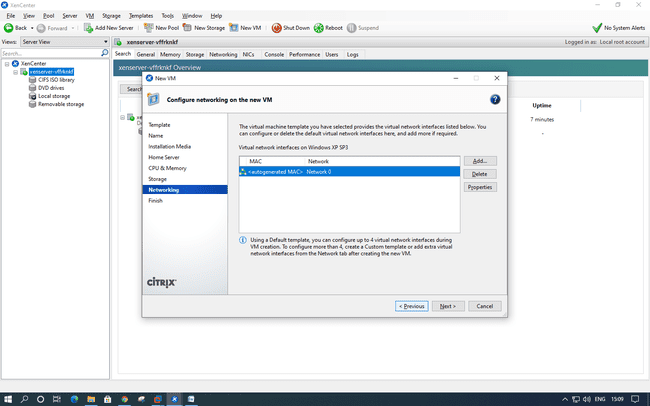 XenCenter
File View Pool Server VM Storage Templates Tools Window Help
Back Forward Add New Server New Pool New Storage New VM Shut Down Reboot Suspend No System Alerts
Views: Server View xenserver-vffrknkf Logged in as: Local root account
Search...
Search General Memory Storage Networking NICs Console Performance Users Logs
XenCenter
xenserver-vffrknkf
CIFS ISO library
DVD drives
Local storage
Removable storage
xenserver-vffrknkf Overview
Uptime
7 minutes
-
New VM
Configure networking on the new VM
Template
Name
Installation Media
Home Server
CPU & Memory
Storage
Networking
Finish
CITRIX
The virtual machine template you have selected provides the virtual network interfaces listed below. You
can configure or delete the default virtual network interfaces here, and add more if required.
Virtual network interfaces on Windows XP SP3
MAC Network
<autogenerated MAC> Network 0
Add...
Delete
Properties
Using a Default template, you can configure up to 4 virtual network interfaces during
VM creation. To configure more than 4, create a Custom template or add extra virtual
network interfaces from the Network tab after creating the new VM.
< Previous Next > Cancel
ENG 15:09